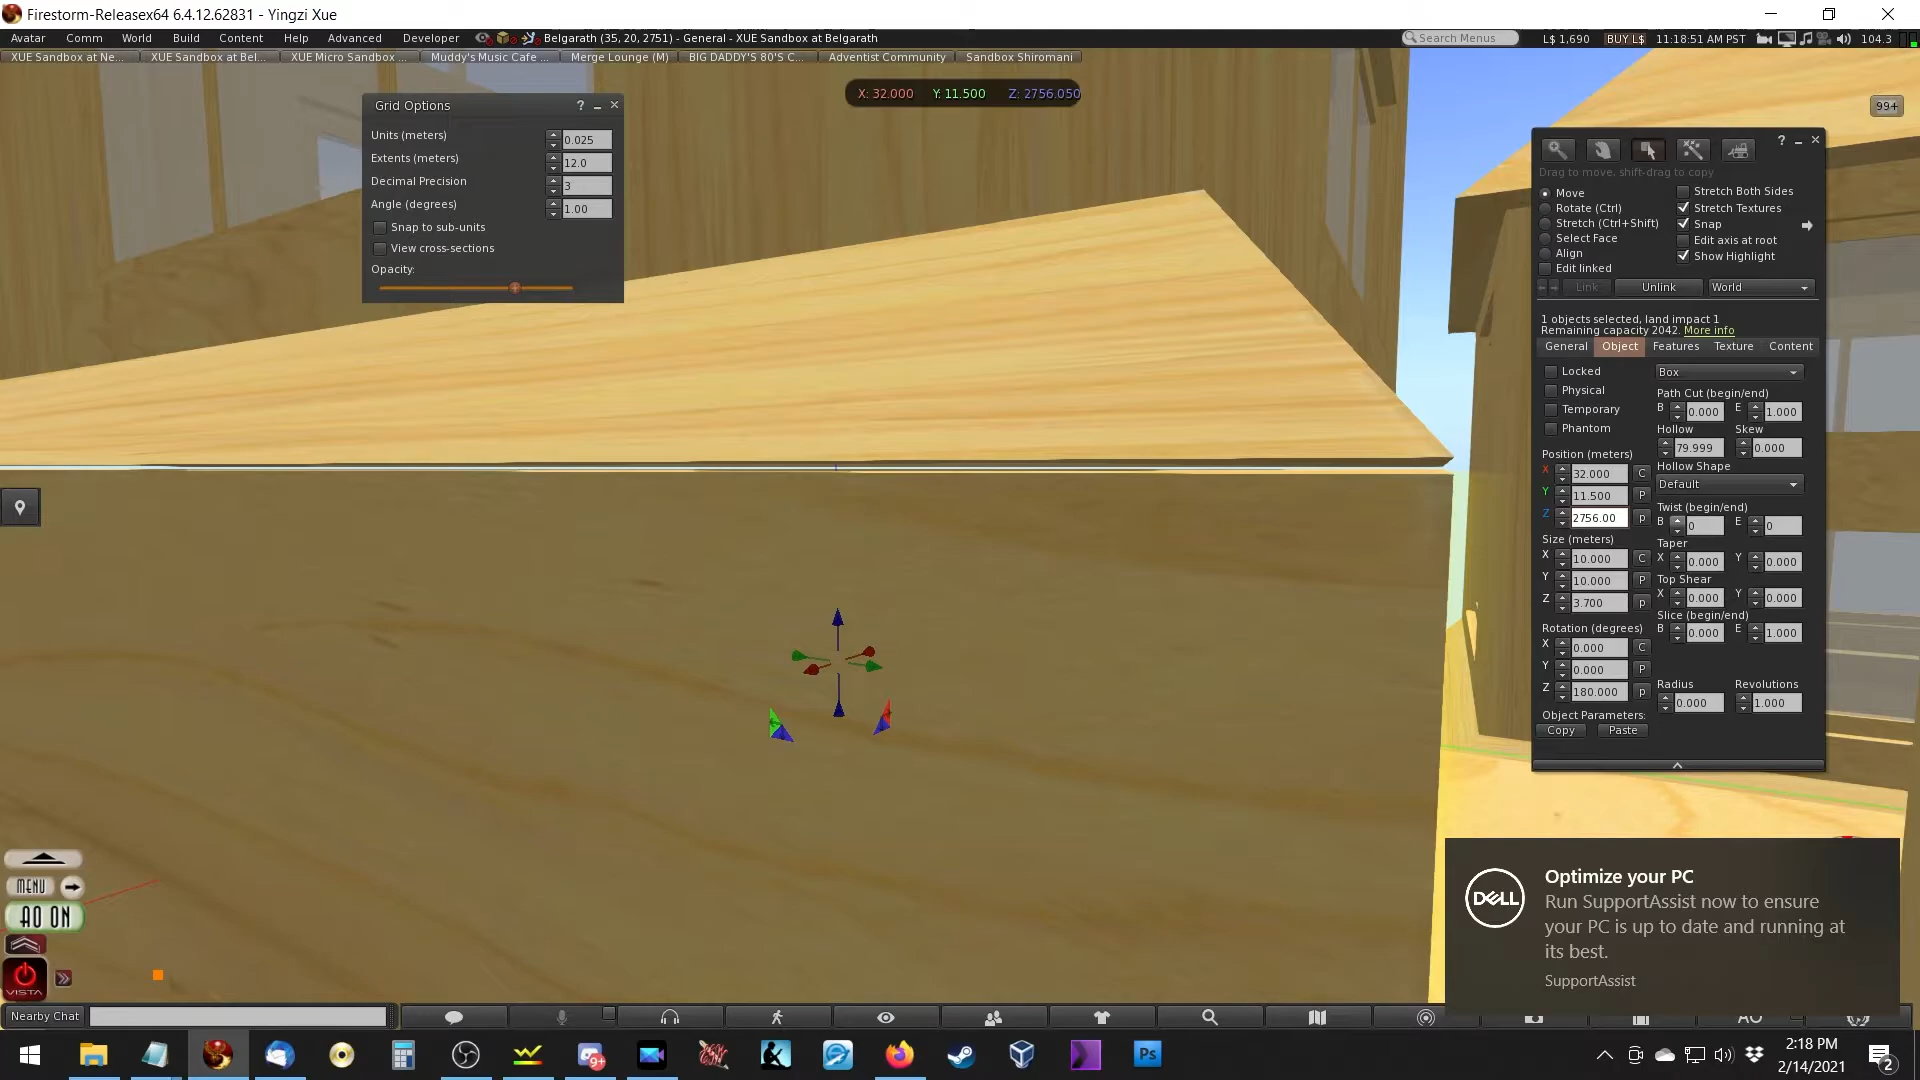 Firestorm-Releasex64 6.4.12.62831 - Yingzi Xue
Avatar Comm World Build Content Help Advanced Developer Belgarath (35, 20, 2751) - General - XUE Sandbox at Belgarath Search Menus L$ 1,690 BUY L$ 11:18:51 AM PST 104.3
XUE Sandbox at Ne... XUE Sandbox at Bel... XUE Micro Sandbox ... Muddy's Music Cafe ... Merge Lounge (M) BIG DADDY'S 80'S C... Adventist Community Sandbox Shiromani
X: 32.000 Y: 11.500 Z: 2756.050
99+
Grid Options ?
Units (meters) 0.025
Extents (meters) 12.0
Decimal Precision 3
Angle (degrees) 1.00
Snap to sub-units
View cross-sections
Opacity:
?
Drag to move, shift-drag to copy
Move Stretch Both Sides
Rotate (Ctrl) Stretch Textures
Stretch (Ctrl+Shift) Snap
Select Face Edit axis at root
Align Show Highlight
Edit linked
Link Unlink World
1 objects selected, land impact 1
Remaining capacity 2042. More info
General Object Features Texture Content
Locked Box
Physical Path Cut (begin/end)
Temporary B 0.000 E 1.000
Phantom Hollow Skew
79.999 0.000
Position (meters) Hollow Shape
X 32.000 C Default
Y 11.500 P
Z 2756.00 p Twist (begin/end)
B 0 E 0
Size (meters) Taper
X 10.000 C X 0.000 Y 0.000
Y 10.000 P Top Shear
Z 3.700 p X 0.000 Y 0.000
Slice (begin/end)
Rotation (degrees) B 0.000 E 1.000
X 0.000 C
Y 0.000 P
Z 180.000 p Radius Revolutions
0.000 1.000
Object Parameters:
Copy Paste
MENU
AO ON
VISTA
DELL
Optimize your PC
Run SupportAssist now to ensure
your PC is up to date and running at
its best.
SupportAssist
Nearby Chat
AO
9+
Ps
2:18 PM
2/14/2021
2